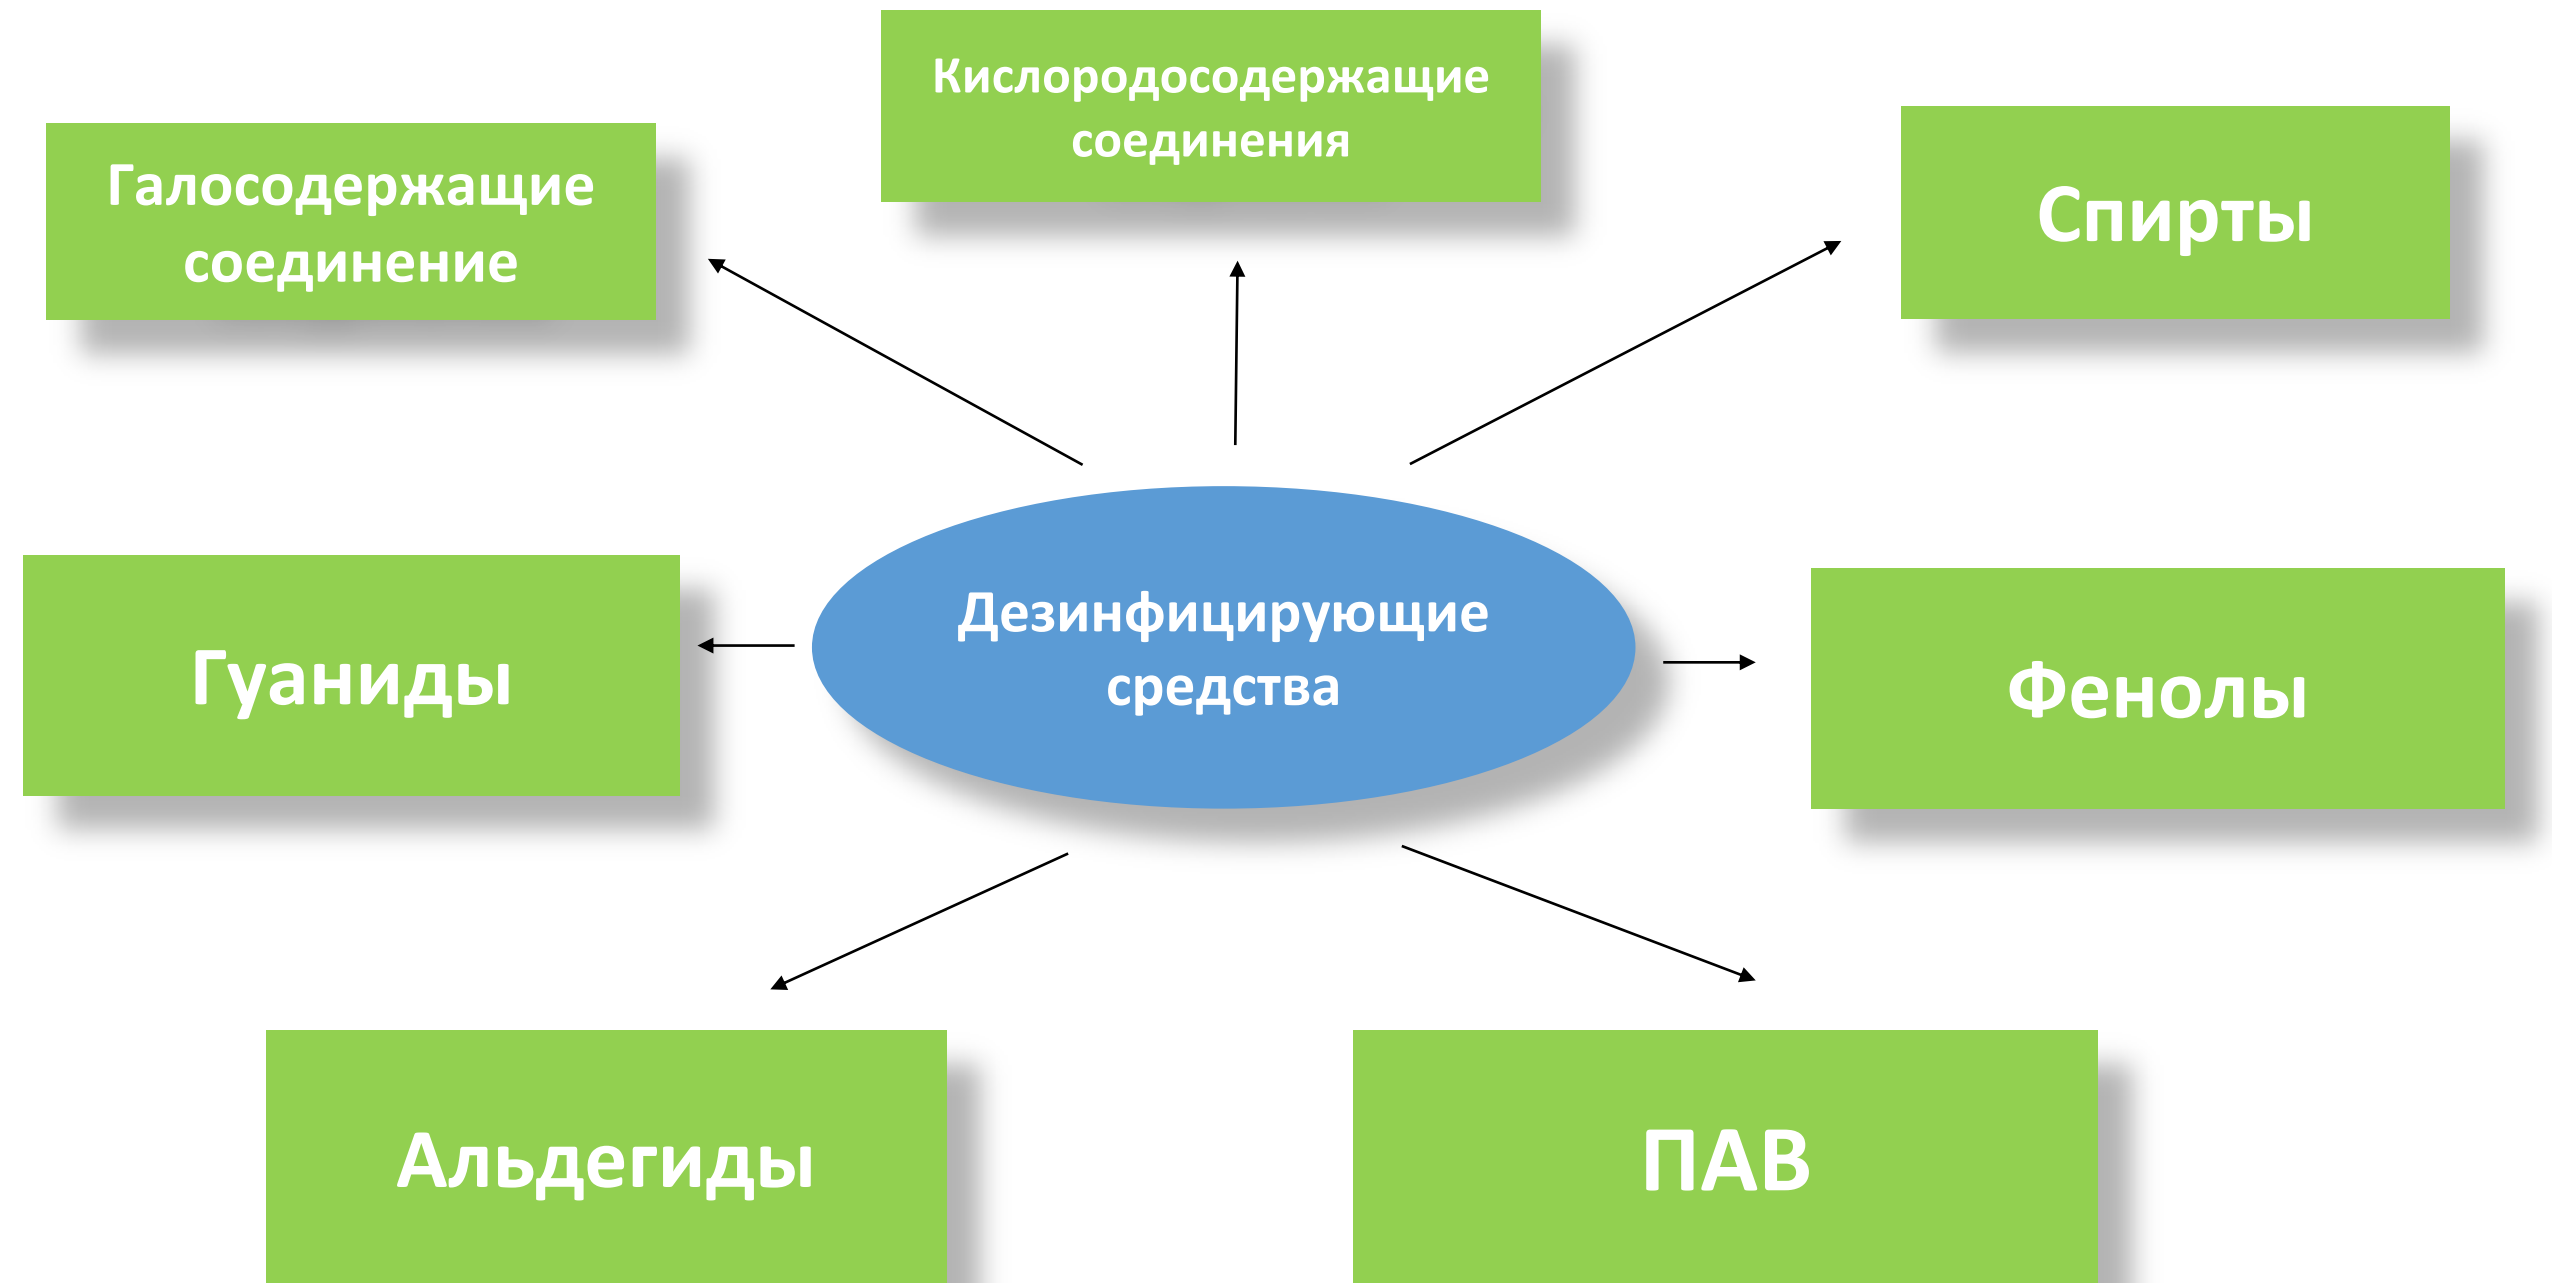 Кислородосодержащие
соединения
Галосодержащие
соединение
Спирты
Дезинфицирующие
средства
Гуаниды
Фенолы
Альдегиды
ПАВ